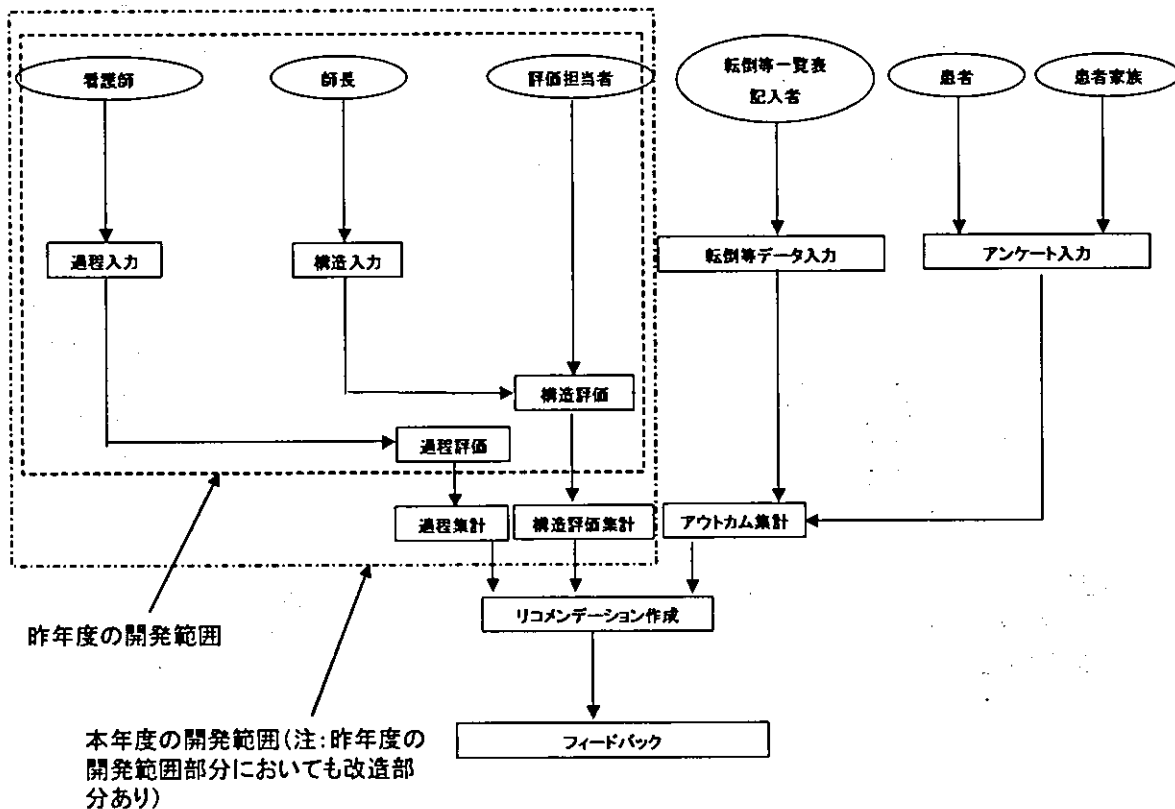 看護師
師長
評価担当者
転倒等一覧表
記入者
患者
患者家族
過程入力
構造入力
転倒等データ入力
アンケート入力
構造評価
過程評価
過程集計
構造評価集計
アウトカム集計
リコメンデーション作成
昨年度の開発範囲
フィードバック
本年度の開発範囲(注:昨年度の
開発範囲部分においても改造部
分あり)